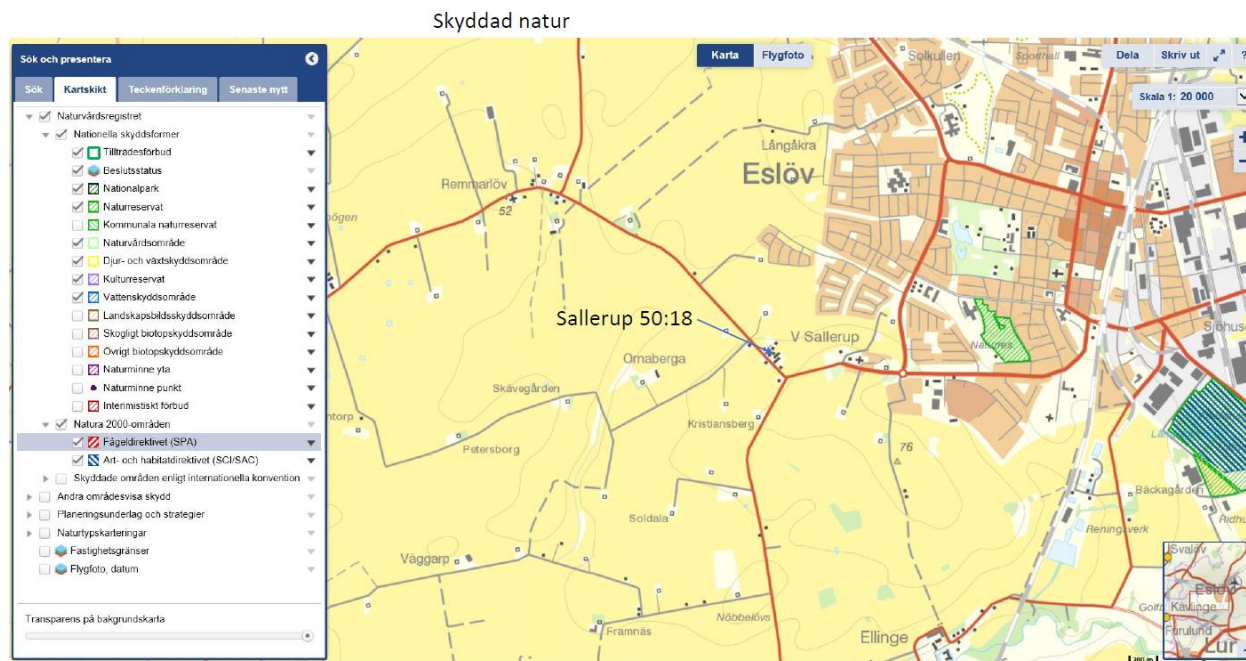 Skyddad natur
Sök och presentera
Sök
Kartskikt
Teckenförklaring
Senaste nytt
Naturvårdsregistret
Nationella skyddsformer
Tillträdesförbud
Beslutsstatus
Nationalpark
Naturreservat
Kommunala naturreservat
Naturvårdsområde
Djur- och växtskyddsområde
Kulturreservat
Vattenskyddsområde
Landskapsbildsskyddsområde
Skogligt biotopskyddsområde
Övrigt biotopskyddsområde
Naturminne yta
Naturminne punkt
Interimistiskt förbud
Natura 2000-områden
Fågeldirektivet (SPA)
Art- och habitatdirektivet (SCI/SAC)
Skyddade områden enligt internationella konvention
Andra områdesvisa skydd
Planeringsunderlag och strategier
Naturtypskarteringar
Fastighetsgränser
Flygfoto, datum
Transparens på bakgrundskarta
Karta
Flygfoto
Dela
Skriv ut
?
Skala 1: 20 000
+
-
Solkullen
Sporthall
Långåkra
Eslöv
Remmarlöv
52
Sallerup 50:18
V Sallerup
Ornaberga
Skävegården
Kristiansberg
Petersborg
76
Bäckagården
Soldala
Reningsverk
Väggarp
Nöbbelövs
Framnäs
Ellinge
Svalöv
Eslöv
Kävlinge
Furulund
200 m